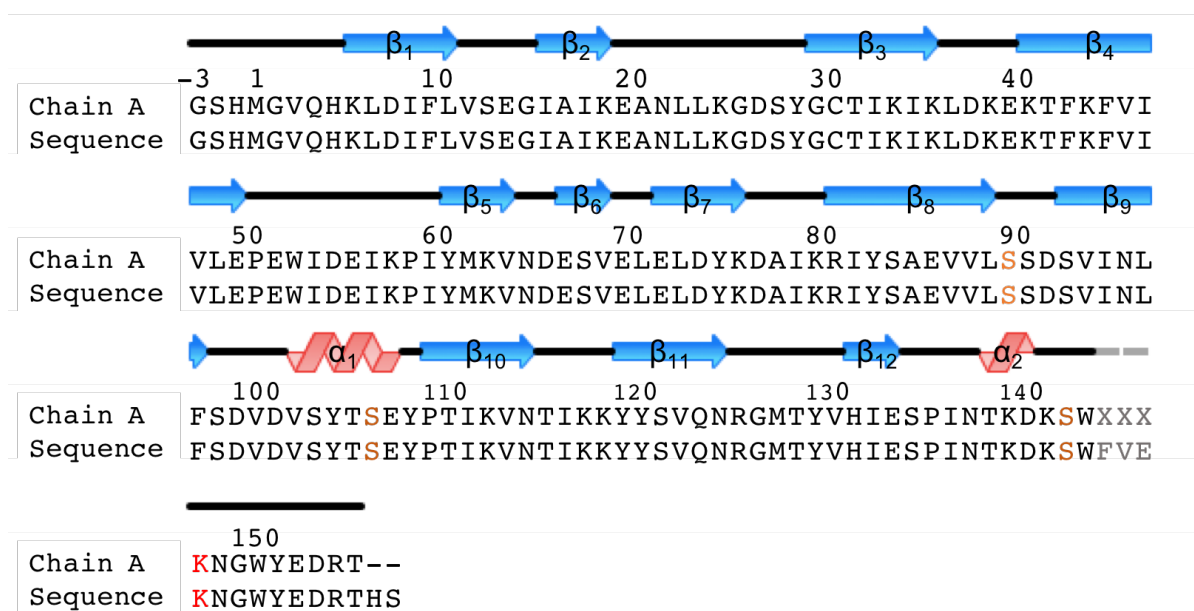 β1 β2 β3 β4
−3 1 10 20 30 40
Chain A GSHMGVQHKLDIFLVSEGIAIKEANLLKGDSYGCTIKIKLDKEKTFKFVI
Sequence GSHMGVQHKLDIFLVSEGIAIKEANLLKGDSYGCTIKIKLDKEKTFKFVI
β5 β6 β7 β8 β9
50 60 70 80 90
Chain A VLEPEWIDEIKPIYMKVNDESVELELDYKDAIKRIYSAEVVLSSDSVINL
Sequence VLEPEWIDEIKPIYMKVNDESVELELDYKDAIKRIYSAEVVLSSDSVINL
α1 β10 β11 β12 α2
100 110 120 130 140
Chain A FSDVDVSYTSEYPTIKVNTIKKYYSVQNRGMTYVHIESPINTKDKSWXXX
Sequence FSDVDVSYTSEYPTIKVNTIKKYYSVQNRGMTYVHIESPINTKDKSWFVE
150
Chain A KNGWYEDRT--
Sequence KNGWYEDRTHS